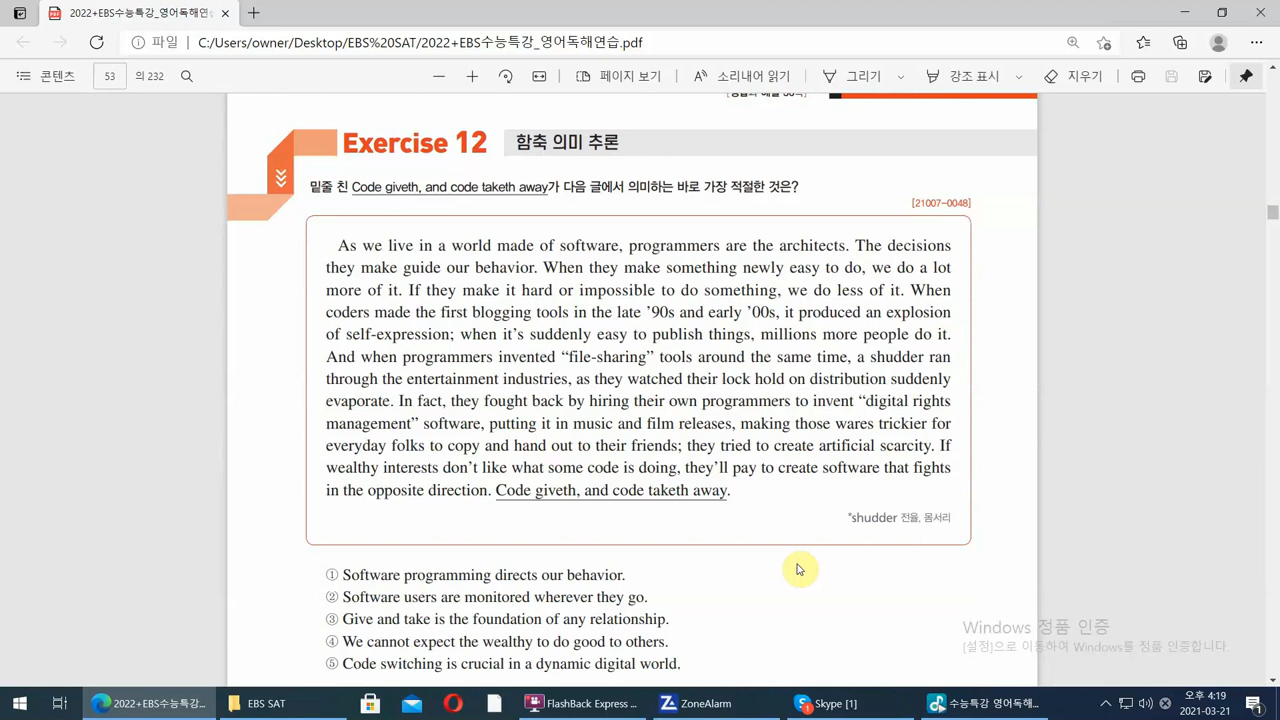 2022+EBS수능특강_영어독해연습
파일 C:/Users/owner/Desktop/EBS%20SAT/2022+EBS수능특강_영어독해연습.pdf
콘텐츠 53 의 232 페이지 보기 소리내어 읽기 그리기 강조 표시 지우기
Exercise 12 함축 의미 추론
밑줄 친 Code giveth, and code taketh away가 다음 글에서 의미하는 바로 가장 적절한 것은?
[21007-0048]
As we live in a world made of software, programmers are the architects. The decisions
they make guide our behavior. When they make something newly easy to do, we do a lot
more of it. If they make it hard or impossible to do something, we do less of it. When
coders made the first blogging tools in the late ’90s and early ’00s, it produced an explosion
of self-expression; when it’s suddenly easy to publish things, millions more people do it.
And when programmers invented “file-sharing” tools around the same time, a shudder ran
through the entertainment industries, as they watched their lock hold on distribution suddenly
evaporate. In fact, they fought back by hiring their own programmers to invent “digital rights
management” software, putting it in music and film releases, making those wares trickier for
everyday folks to copy and hand out to their friends; they tried to create artificial scarcity. If
wealthy interests don’t like what some code is doing, they’ll pay to create software that fights
in the opposite direction. Code giveth, and code taketh away.
*shudder 전율, 몸서리
① Software programming directs our behavior.
② Software users are monitored wherever they go.
③ Give and take is the foundation of any relationship.
④ We cannot expect the wealthy to do good to others.
⑤ Code switching is crucial in a dynamic digital world.
Windows 정품 인증
[설정]으로 이동하여 Windows를 정품 인증합니다.
2022+EBS수능특강_... EBS SAT FlashBack Express ... ZoneAlarm Skype [1] 수능특강 영어독해... 오후 4:19
2021-03-21